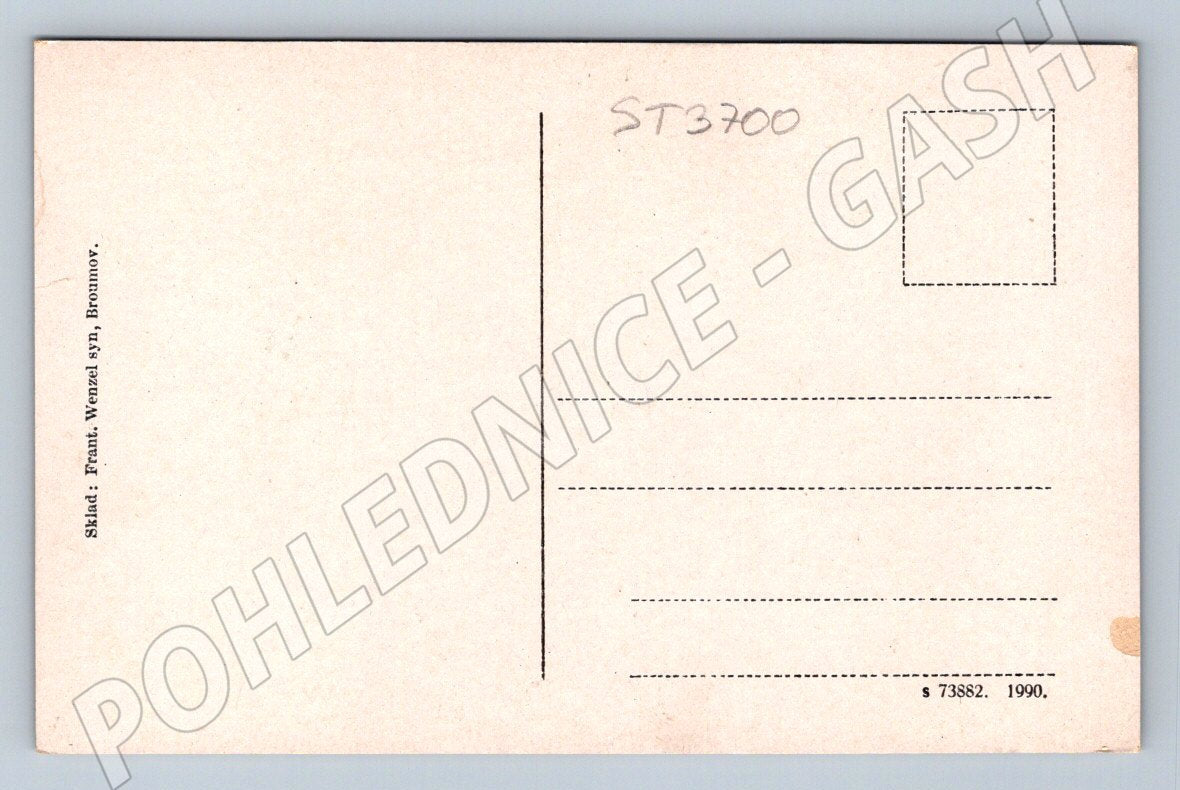 ST3700
Sklad: Frant. Wenzel syn, Broumov.
POHLEDNICE - GASH
s 73882. 1990.